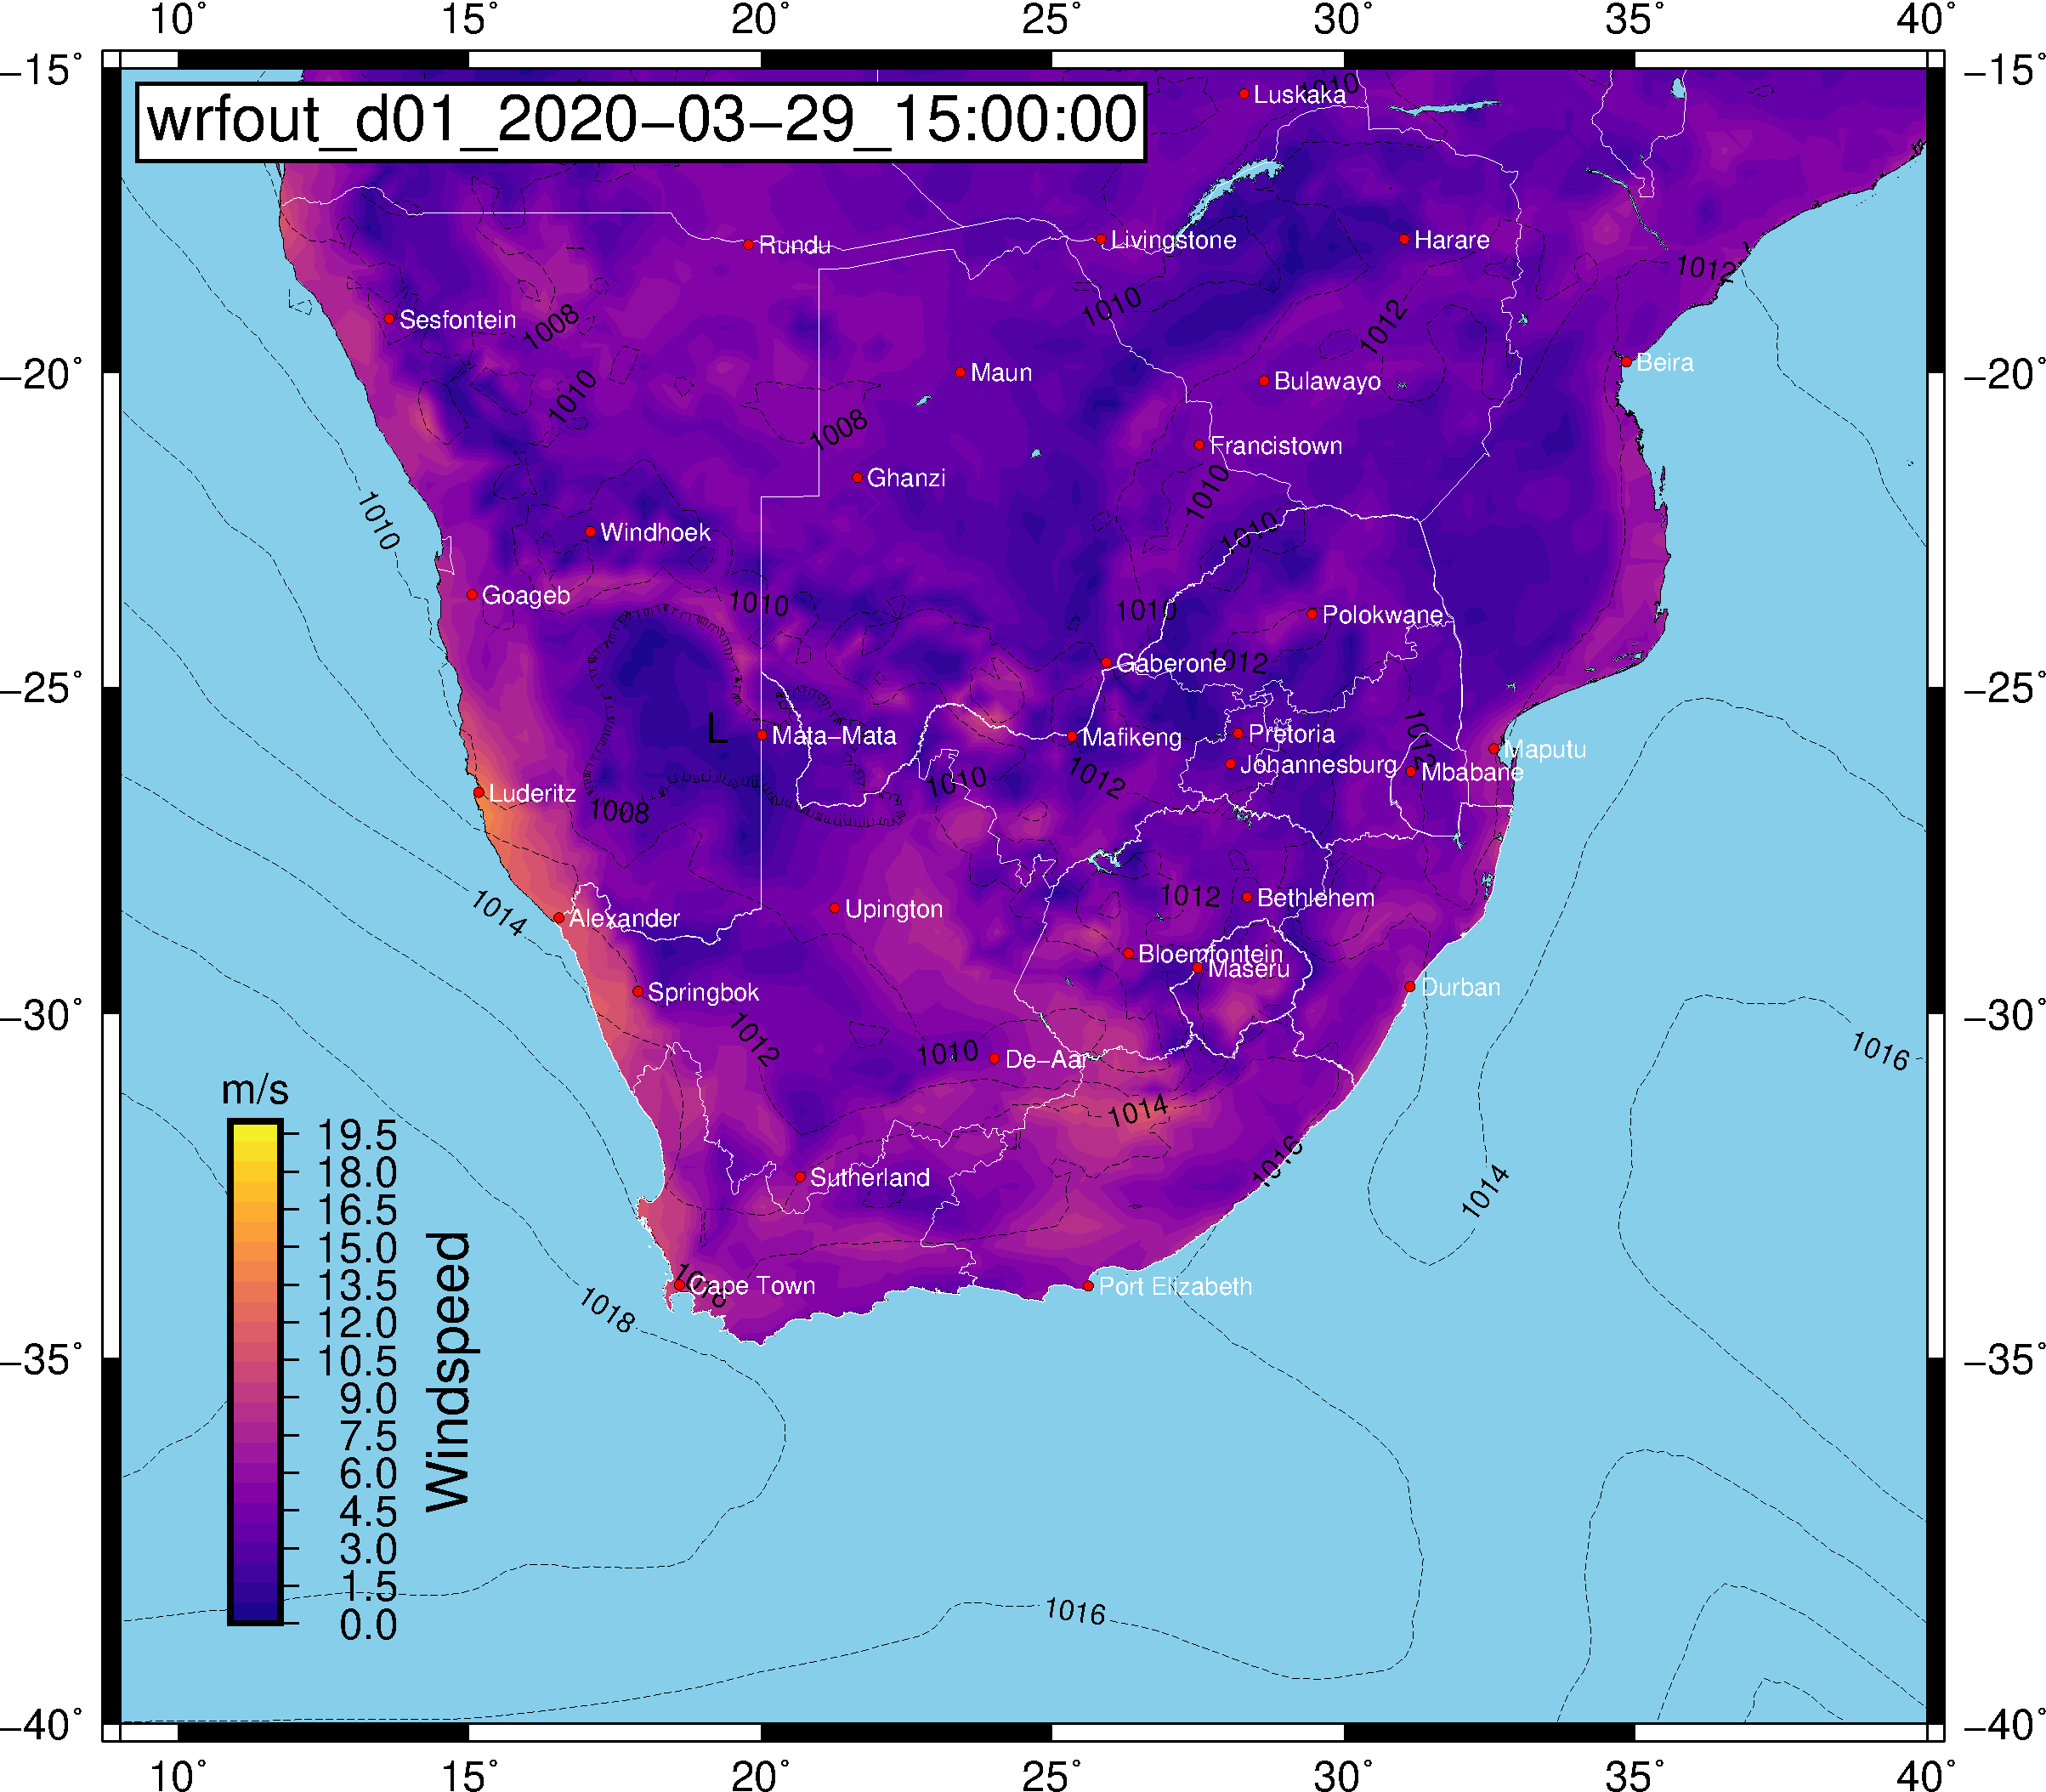 10° 15° 20° 25° 30° 35° 40°
−15° −15°
wrfout_d01_2020−03−29_15:00:00
1010
Luskaka
Rundu
Livingstone
Harare
1012
1010
Sesfontein
1008
1012
−20° −20°
Maun
Bulawayo
Beira
1010
1008
Francistown
Ghanzi
1010
1010
1010
Windhoek
Goageb
1010
1010
Polokwane
Gaberone
1012
−25° −25°
L
Mata−Mata
Mafikeng
Pretoria
1012
Maputu
Johannesburg
Mbabane
1010
1012
Luderitz
1008
1012
Bethlehem
1014
Alexander
Upington
Bloemfontein
Maseru
Springbok
Durban
−30° −30°
1012
1010
De−Aar
1016
m/s
1014
1016
Sutherland
1014
1016
Cape Town
Port Elizabeth
1018
19.5
18.0
16.5
15.0
13.5
12.0
10.5
9.0
7.5
6.0
4.5
3.0
1.5
0.0
Windspeed
−35° −35°
1016
−40° −40°
10° 15° 20° 25° 30° 35° 40°